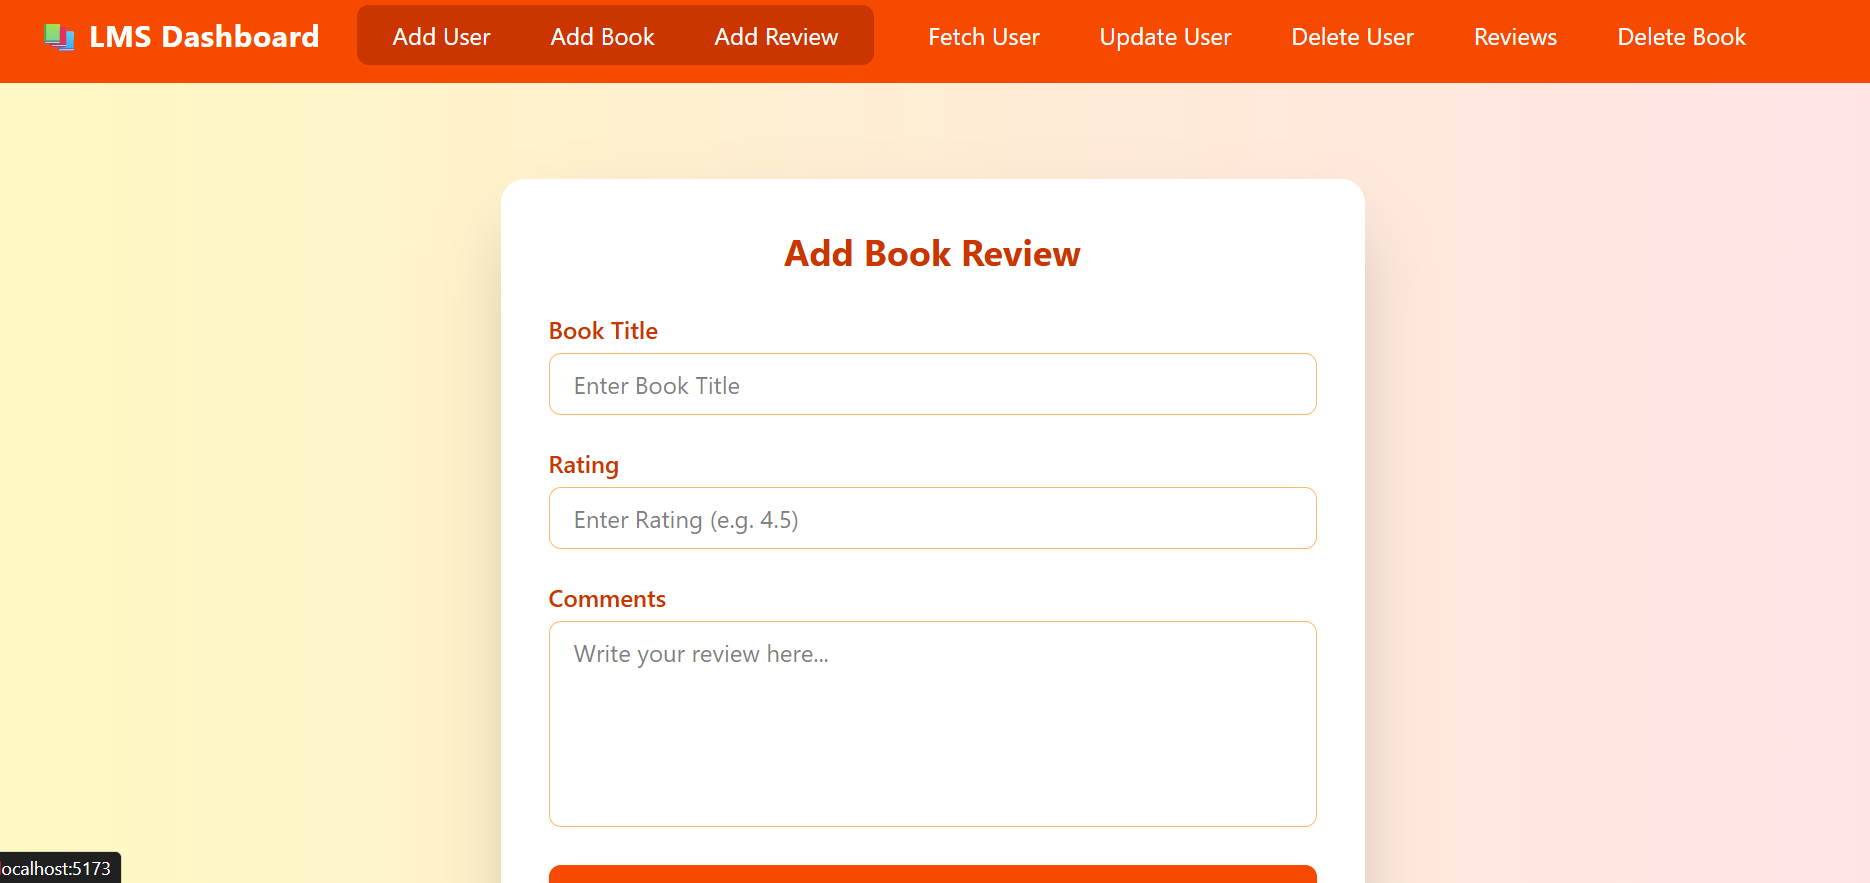 LMS Dashboard Add User Add Book Add Review Fetch User Update User Delete User Reviews Delete Book
Add Book Review
Book Title
Enter Book Title
Rating
Enter Rating (e.g. 4.5)
Comments
Write your review here...
localhost:5173